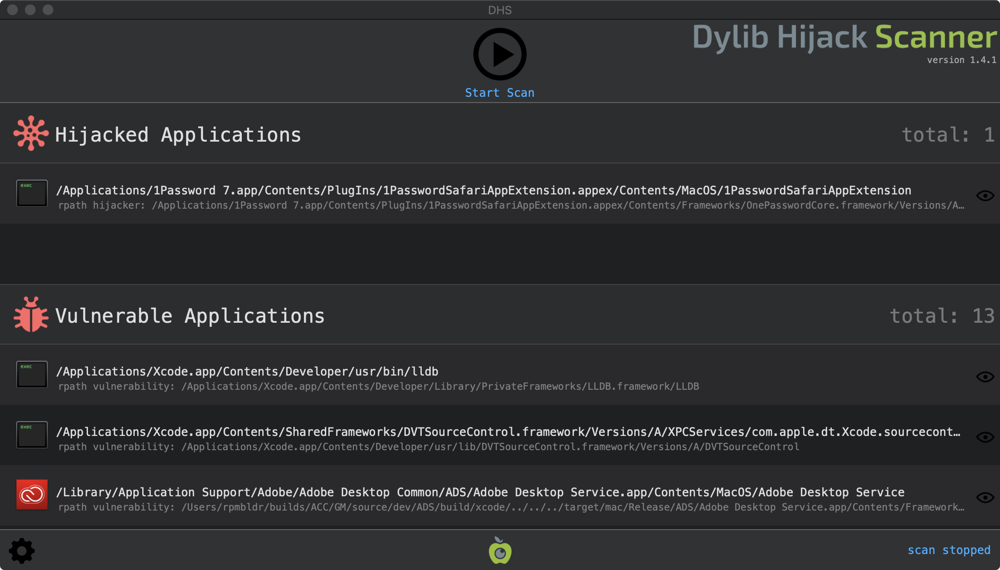 DHS
Dylib Hijack Scanner
version 1.4.1
Start Scan
Hijacked Applications total: 1
exec
/Applications/1Password 7.app/Contents/PlugIns/1PasswordSafariAppExtension.appex/Contents/MacOS/1PasswordSafariAppExtension
rpath hijacker: /Applications/1Password 7.app/Contents/PlugIns/1PasswordSafariAppExtension.appex/Contents/Frameworks/OnePasswordCore.framework/Versions/A…
Vulnerable Applications total: 13
exec
/Applications/Xcode.app/Contents/Developer/usr/bin/lldb
rpath vulnerability: /Applications/Xcode.app/Contents/Developer/Library/PrivateFrameworks/LLDB.framework/LLDB
exec
/Applications/Xcode.app/Contents/SharedFrameworks/DVTSourceControl.framework/Versions/A/XPCServices/com.apple.dt.Xcode.sourcecont…
rpath vulnerability: /Applications/Xcode.app/Contents/Developer/usr/lib/DVTSourceControl.framework/Versions/A/DVTSourceControl
/Library/Application Support/Adobe/Adobe Desktop Common/ADS/Adobe Desktop Service.app/Contents/MacOS/Adobe Desktop Service
rpath vulnerability: /Users/rpmbldr/builds/ACC/GM/source/dev/ADS/build/xcode/../../../target/mac/Release/ADS/Adobe Desktop Service.app/Contents/Framework…
scan stopped